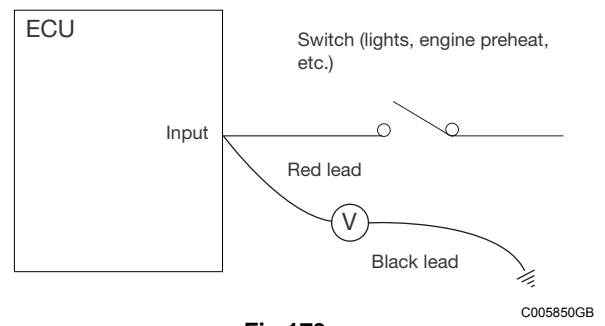 ECU
Switch (lights, engine preheat,
etc.)
Input
Red lead
V
Black lead
C005850GB